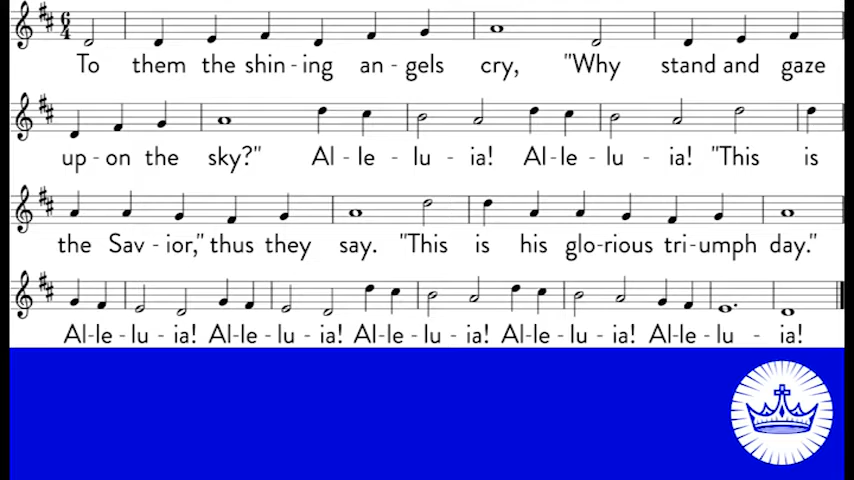 6
4
To them the shin - ing an - gels cry, "Why stand and gaze
up - on the sky?" Al - le - lu - ia! Al - le - lu - ia! "This is
the Sav - ior," thus they say. "This is his glo-rious tri-umph day."
Al-le-lu-ia! Al-le-lu-ia! Al-le-lu-ia! Al-le-lu-ia! Al-le-lu - ia!